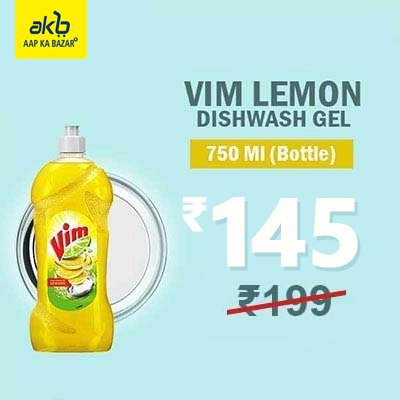 akb
AAP KA BAZAR
VIM LEMON
DISHWASH GEL
750 Ml (Bottle)
₹145
₹199
Vim